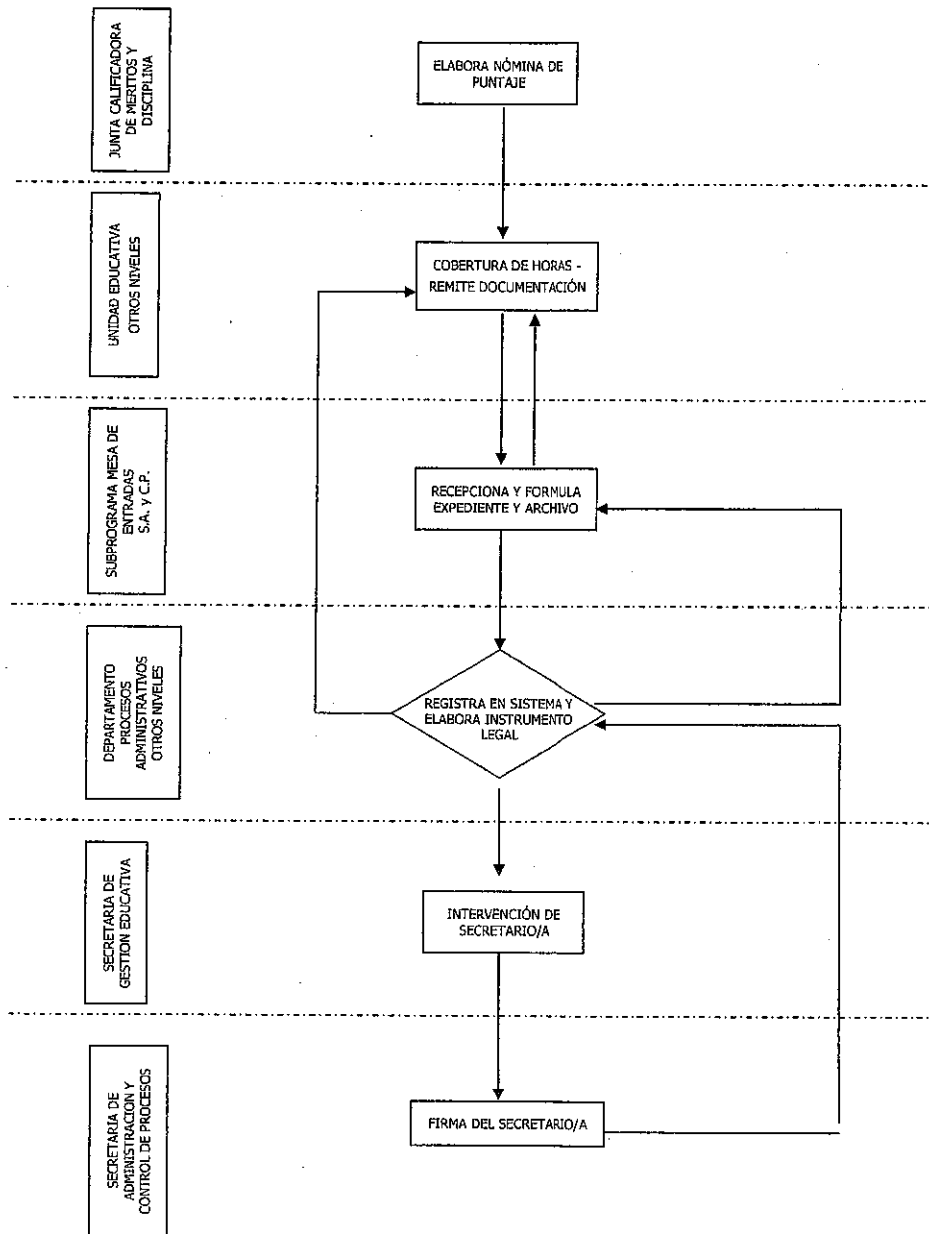 JUNTA CALIFICADORA
DE MERITOS Y
DISCIPLINA
ELABORA NÓMINA DE
PUNTAJE
UNIDAD EDUCATIVA
OTROS NIVELES
COBERTURA DE HORAS -
REMITE DOCUMENTACIÓN
SUBPROGRAMA MESA DE
ENTRADAS
S.A. y C.P.
RECEPCIONA Y FORMULA
EXPEDIENTE Y ARCHIVO
DEPARTAMENTO
PROCESOS
ADMINISTRATIVOS
OTROS NIVELES
REGISTRA EN SISTEMA Y
ELABORA INSTRUMENTO
LEGAL
SECRETARIA DE
GESTION EDUCATIVA
INTERVENCIÓN DE
SECRETARIO/A
SECRETARIA DE
ADMINISTRACION Y
CONTROL DE PROCESOS
FIRMA DEL SECRETARIO/A